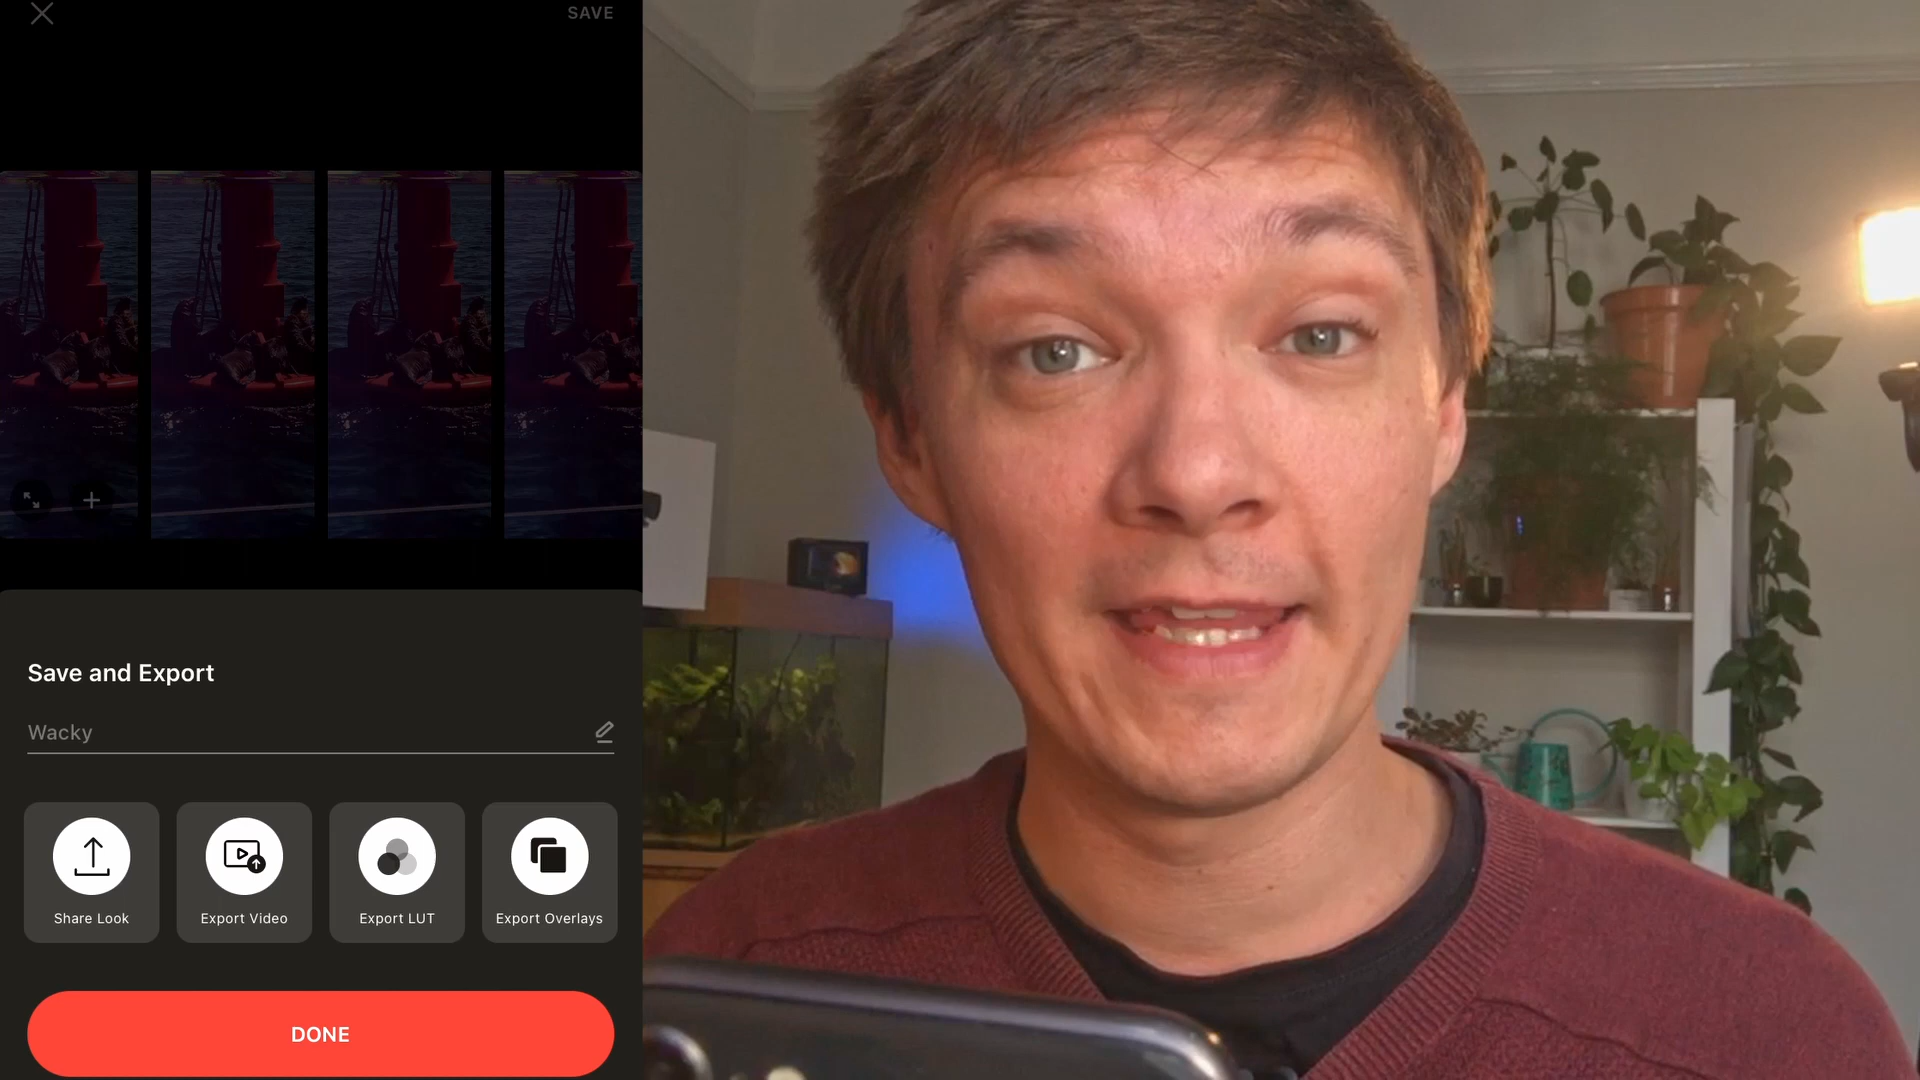 SAVE
Save and Export
Wacky
Share Look
Export Video
Export LUT
Export Overlays
DONE